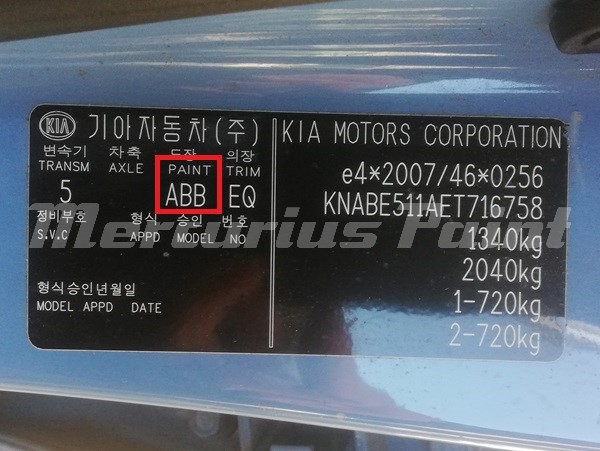 KIA 기아자동차(주)
변속기 차축 도장 의장
TRANSM AXLE PAINT TRIM
5 ABB EQ
정비부호 형식 승인 번호
S.V.C APPD MODEL NO
형식승인년월일
MODEL APPD DATE
KIA MOTORS CORPORATION
e4*2007/46*0256
KNABE511AET716758
1340kg
2040kg
1-720kg
2-720kg
Mercurius Paint